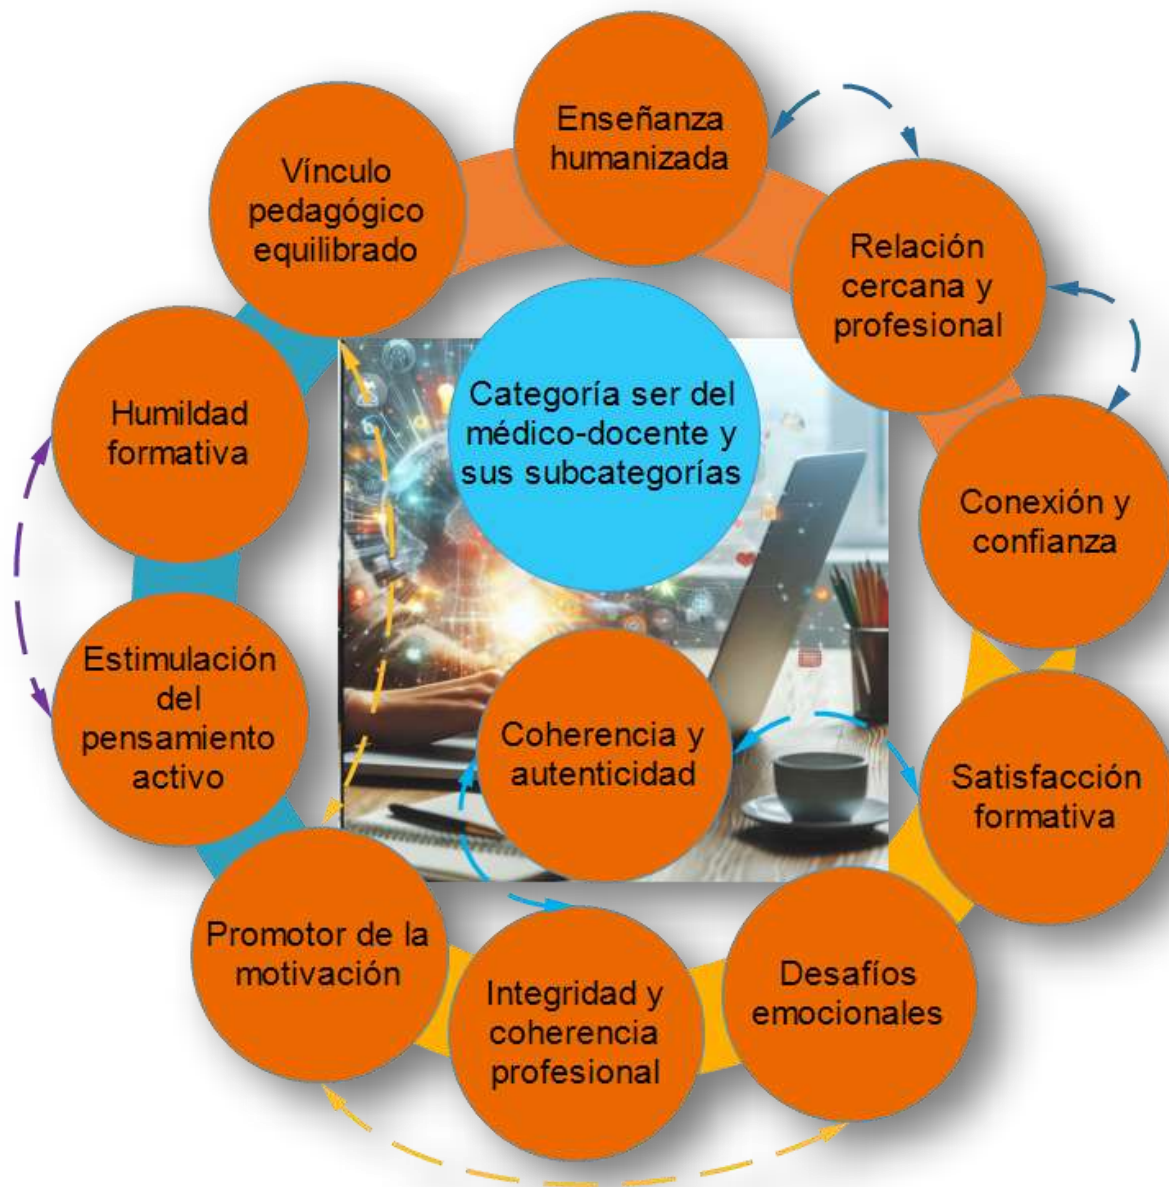 Enseñanza
humanizada
Relación
cercana y
profesional
Conexión y
confianza
Satisfacción
formativa
Desafíos
emocionales
Integridad y
coherencia
profesional
Promotor de la
motivación
Estimulación
del
pensamiento
activo
Humildad
formativa
Vínculo
pedagógico
equilibrado
Categoría ser del
médico-docente y
sus subcategorías
Coherencia y
autenticidad